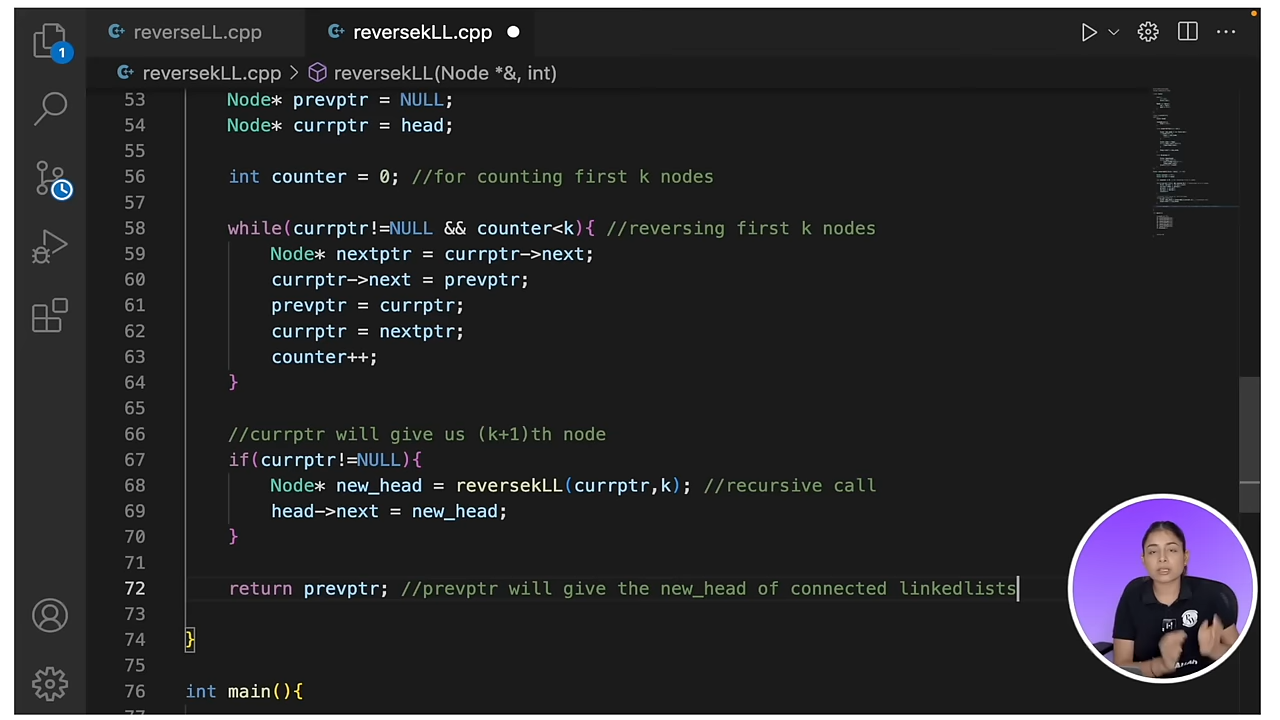 reverseLL.cpp
reversekLL.cpp
1
reversekLL.cpp > reversekLL(Node *&, int)
53 Node* prevptr = NULL;
54 Node* currptr = head;
55
56 int counter = 0; //for counting first k nodes
57
58 while(currptr!=NULL && counter<k){ //reversing first k nodes
59 Node* nextptr = currptr->next;
60 currptr->next = prevptr;
61 prevptr = currptr;
62 currptr = nextptr;
63 counter++;
64 }
65
66 //currptr will give us (k+1)th node
67 if(currptr!=NULL){
68 Node* new_head = reversekLL(currptr,k); //recursive call
69 head->next = new_head;
70 }
71
72 return prevptr; //prevptr will give the new_head of connected linkedlists
73
74 }
75
76 int main(){